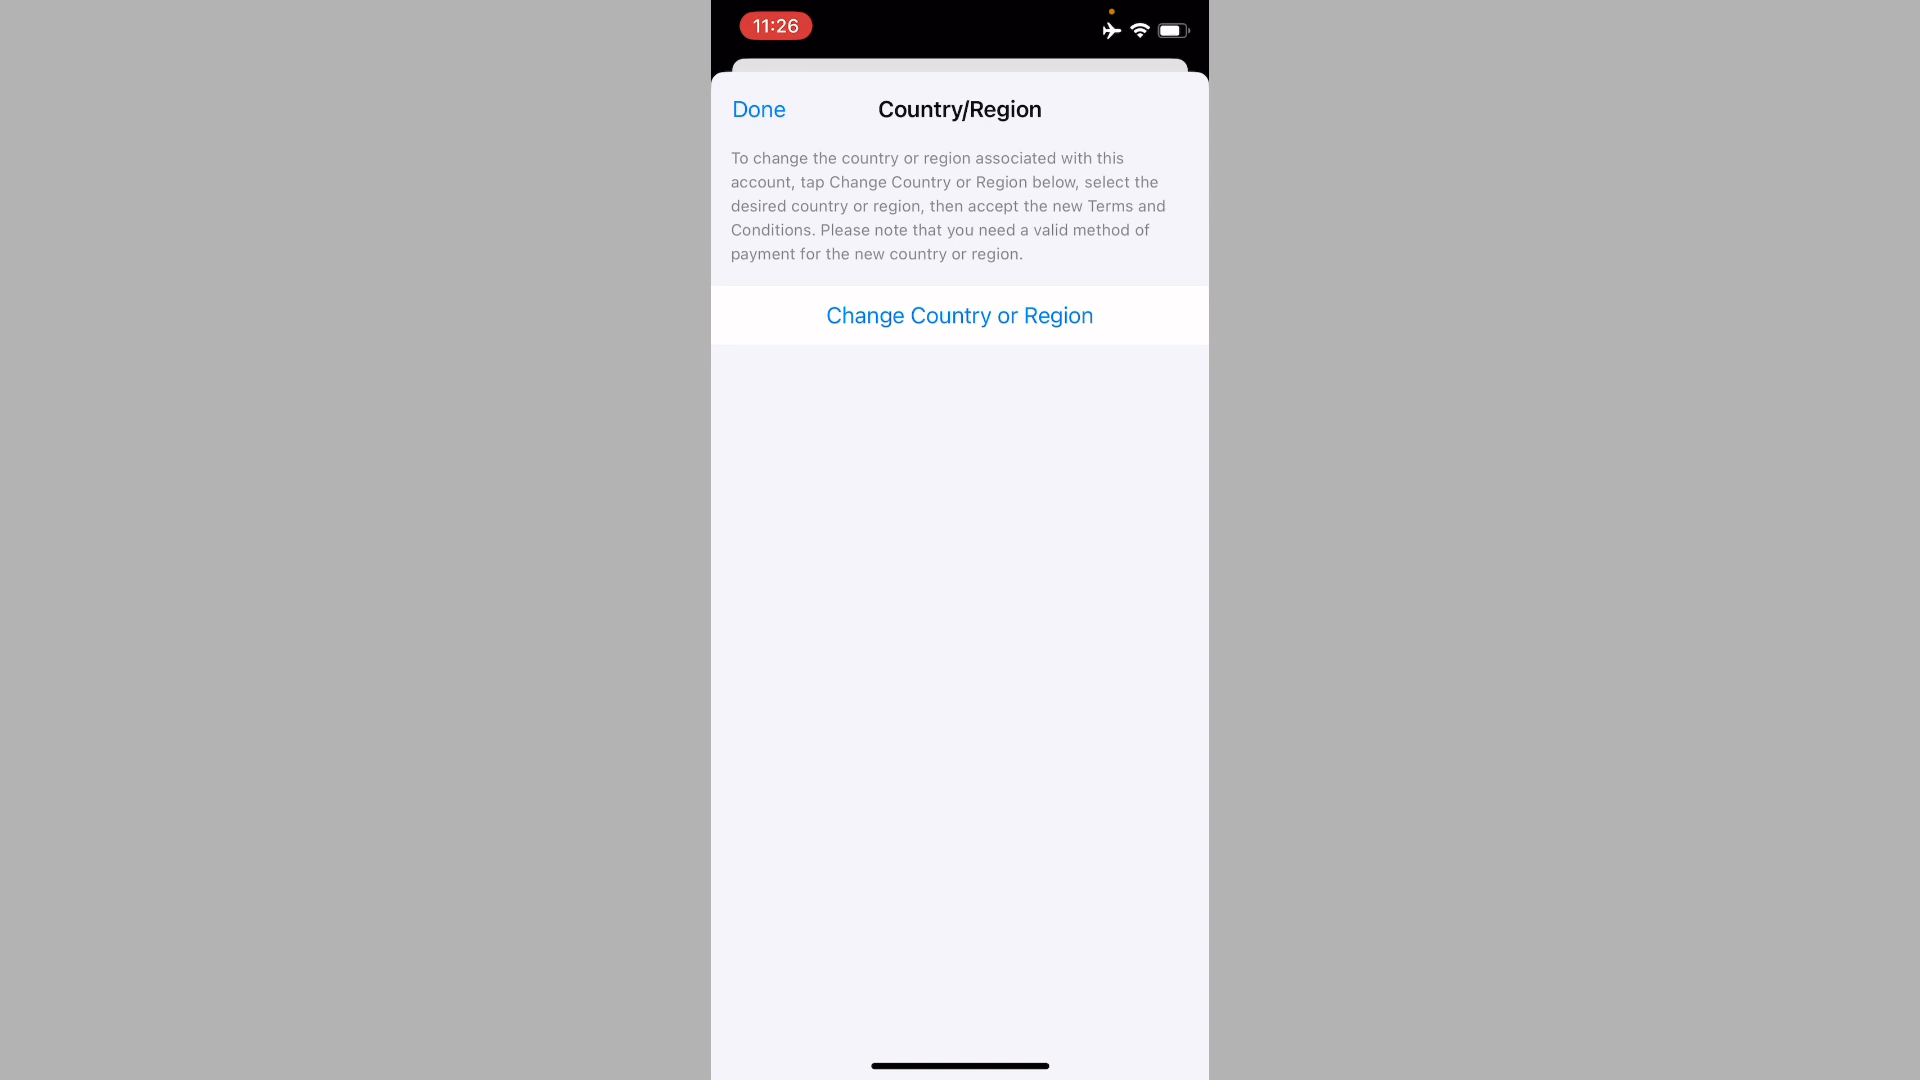 11:26
Done
Country/Region
To change the country or region associated with this
account, tap Change Country or Region below, select the
desired country or region, then accept the new Terms and
Conditions. Please note that you need a valid method of
payment for the new country or region.
Change Country or Region